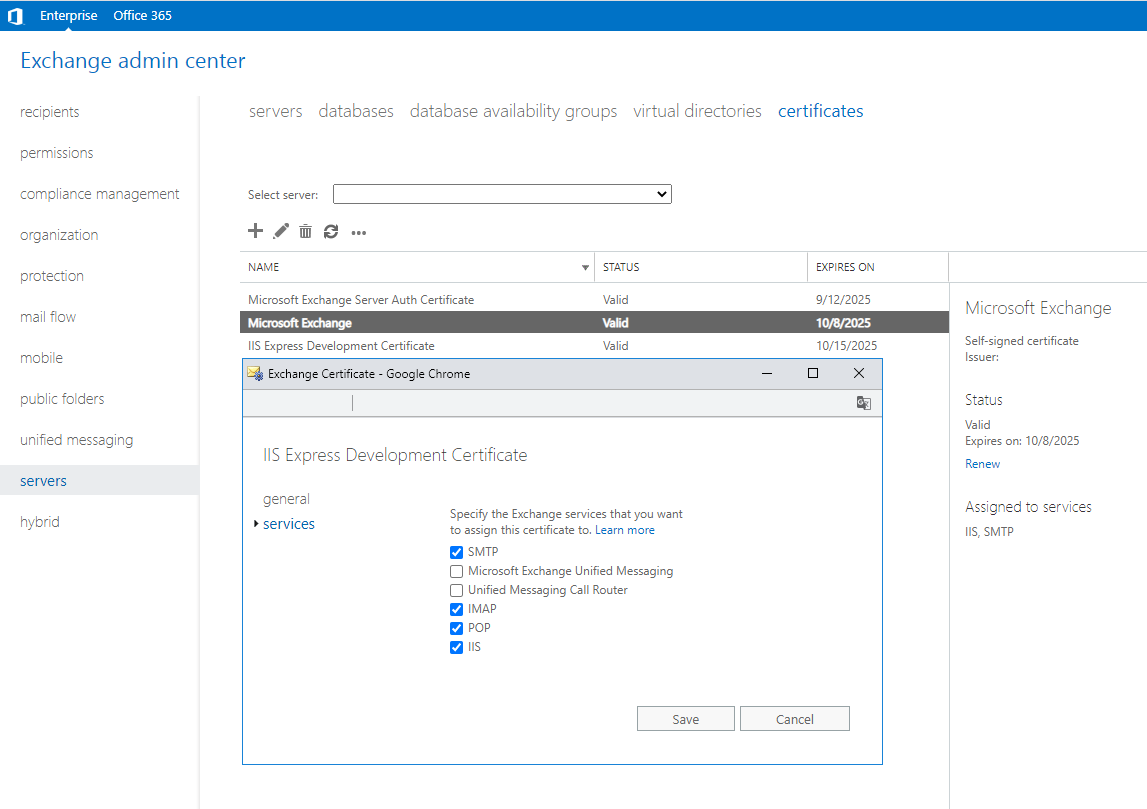 Enterprise Office 365
Exchange admin center
recipients
permissions
compliance management
organization
protection
mail flow
mobile
public folders
unified messaging
servers
hybrid
servers databases database availability groups virtual directories certificates
Select server:
NAME STATUS EXPIRES ON
Microsoft Exchange Server Auth Certificate Valid 9/12/2025
Microsoft Exchange Valid 10/8/2025
IIS Express Development Certificate Valid 10/15/2025
Microsoft Exchange
Self-signed certificate
Issuer:
Status
Valid
Expires on: 10/8/2025
Renew
Assigned to services
IIS, SMTP
Exchange Certificate - Google Chrome
IIS Express Development Certificate
general
services
Specify the Exchange services that you want
to assign this certificate to. Learn more
SMTP
Microsoft Exchange Unified Messaging
Unified Messaging Call Router
IMAP
POP
IIS
Save Cancel